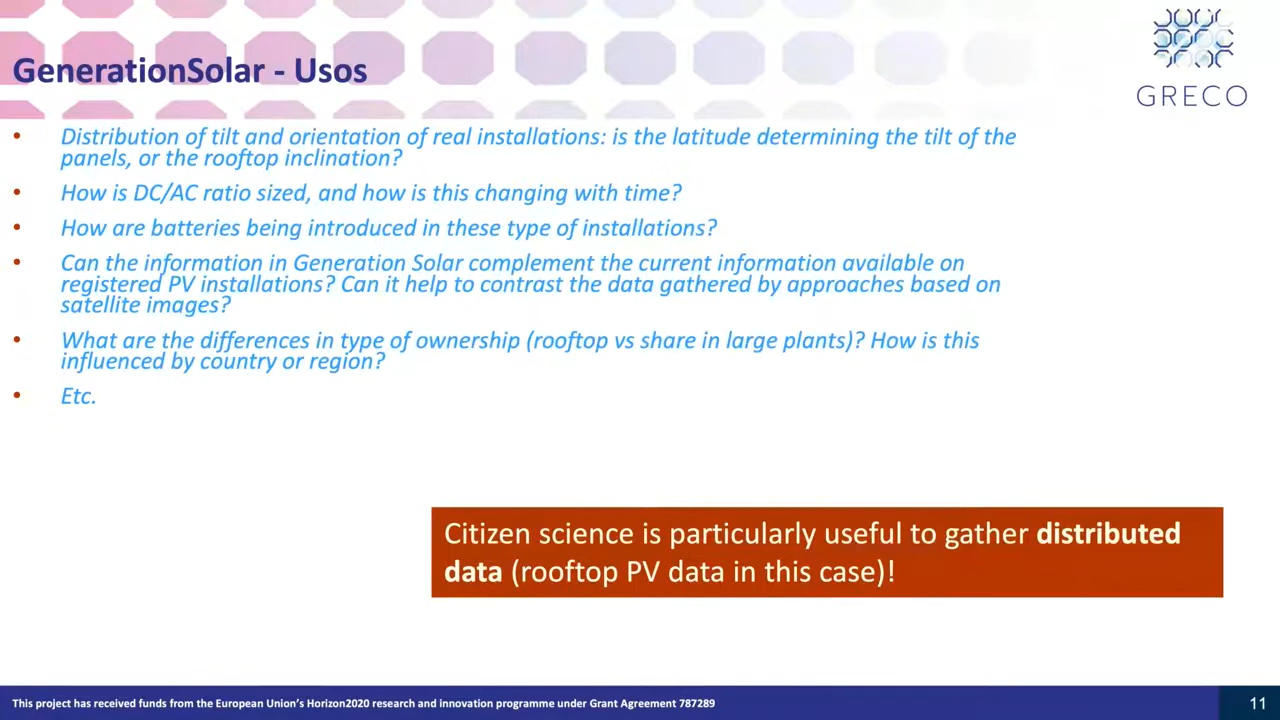 GenerationSolar - Usos
GRECO
• Distribution of tilt and orientation of real installations: is the latitude determining the tilt of the
panels, or the rooftop inclination?
• How is DC/AC ratio sized, and how is this changing with time?
• How are batteries being introduced in these type of installations?
• Can the information in Generation Solar complement the current information available on
registered PV installations? Can it help to contrast the data gathered by approaches based on
satellite images?
• What are the differences in type of ownership (rooftop vs share in large plants)? How is this
influenced by country or region?
• Etc.
Citizen science is particularly useful to gather distributed
data (rooftop PV data in this case)!
This project has received funds from the European Union's Horizon2020 research and innovation programme under Grant Agreement 787289
11